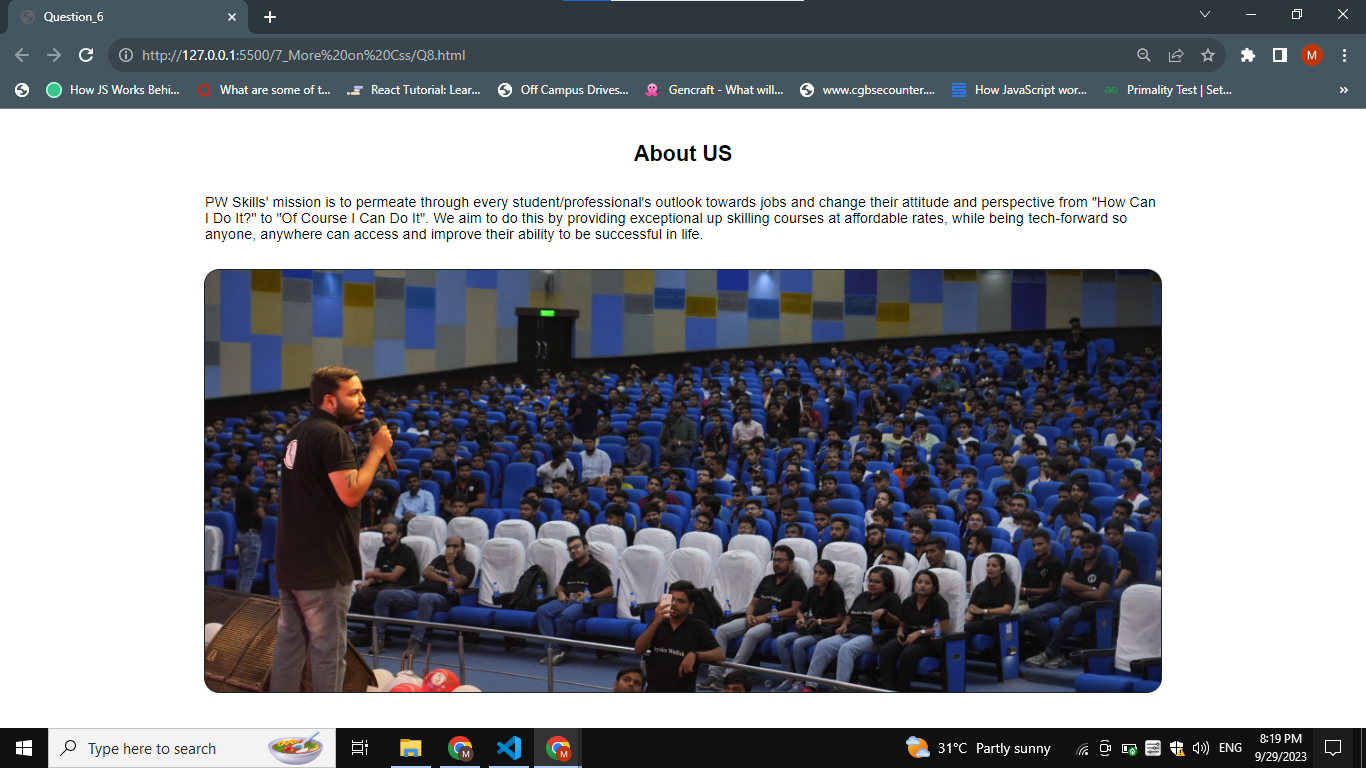 Question_6
http://127.0.0.1:5500/7_More%20on%20Css/Q8.html
M
How JS Works Behi...
What are some of t...
React Tutorial: Lear...
Off Campus Drives...
Gencraft - What will...
www.cgbsecounter....
How JavaScript wor...
Primality Test | Set...
About US
PW Skills' mission is to permeate through every student/professional's outlook towards jobs and change their attitude and perspective from "How Can
I Do It?" to "Of Course I Can Do It". We aim to do this by providing exceptional up skilling courses at affordable rates, while being tech-forward so
anyone, anywhere can access and improve their ability to be successful in life.
Type here to search
31°C Partly sunny
ENG
8:19 PM
9/29/2023